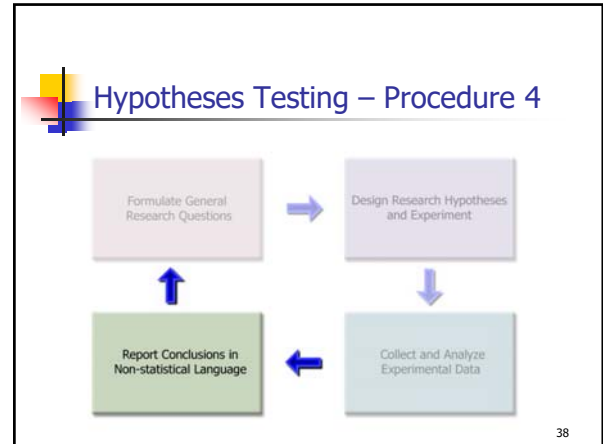 Hypotheses Testing – Procedure 4
Formulate General
Research Questions
Design Research Hypotheses
and Experiment
Report Conclusions in
Non-statistical Language
Collect and Analyze
Experimental Data
38